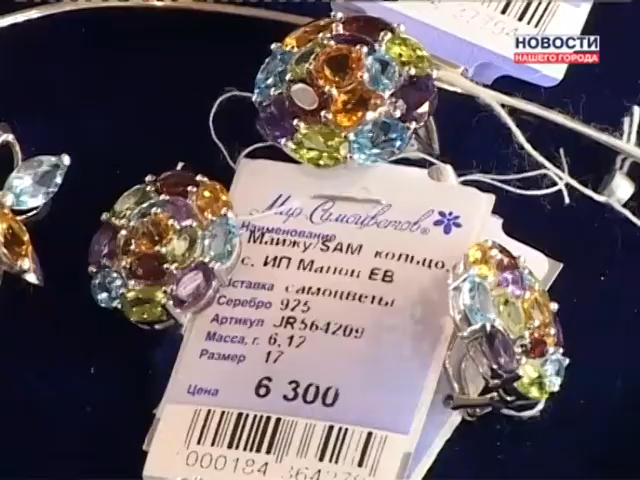 НОВОСТИ
НАШЕГО ГОРОДА
Мир Самоцветов®
Наименование
Манжу/SAM кольцо,
с. ИП Манон ЕВ
Вставка самоцветы
Серебро 925
Артикул JR564209
Масса, г. 6,12
Размер 17
Цена 6 300
000184